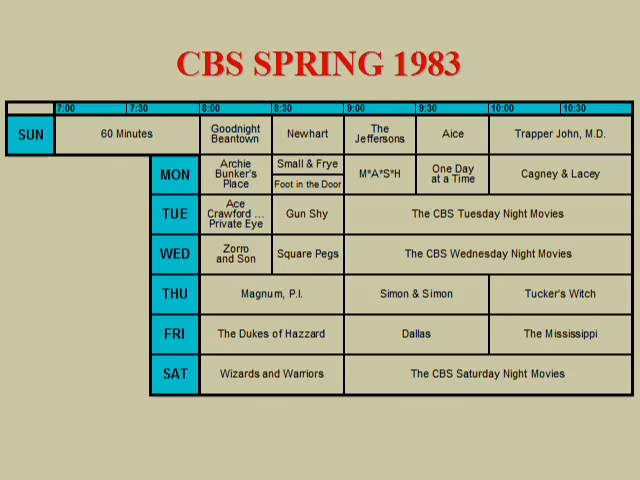 CBS SPRING 1983
7:00 7:30 8:00 8:30 9:00 9:30 10:00 10:30
SUN
60 Minutes
Goodnight
Beantown
Newhart
The
Jeffersons
Aice
Trapper John, M.D.
MON
Archie
Bunker's
Place
Small & Frye
Foot in the Door
M*A*S*H
One Day
at a Time
Cagney & Lacey
TUE
Ace
Crawford ...
Private Eye
Gun Shy
The CBS Tuesday Night Movies
WED
Zorro
and Son
Square Pegs
The CBS Wednesday Night Movies
THU
Magnum, P.I.
Simon & Simon
Tucker's Witch
FRI
The Dukes of Hazzard
Dallas
The Mississippi
SAT
Wizards and Warriors
The CBS Saturday Night Movies